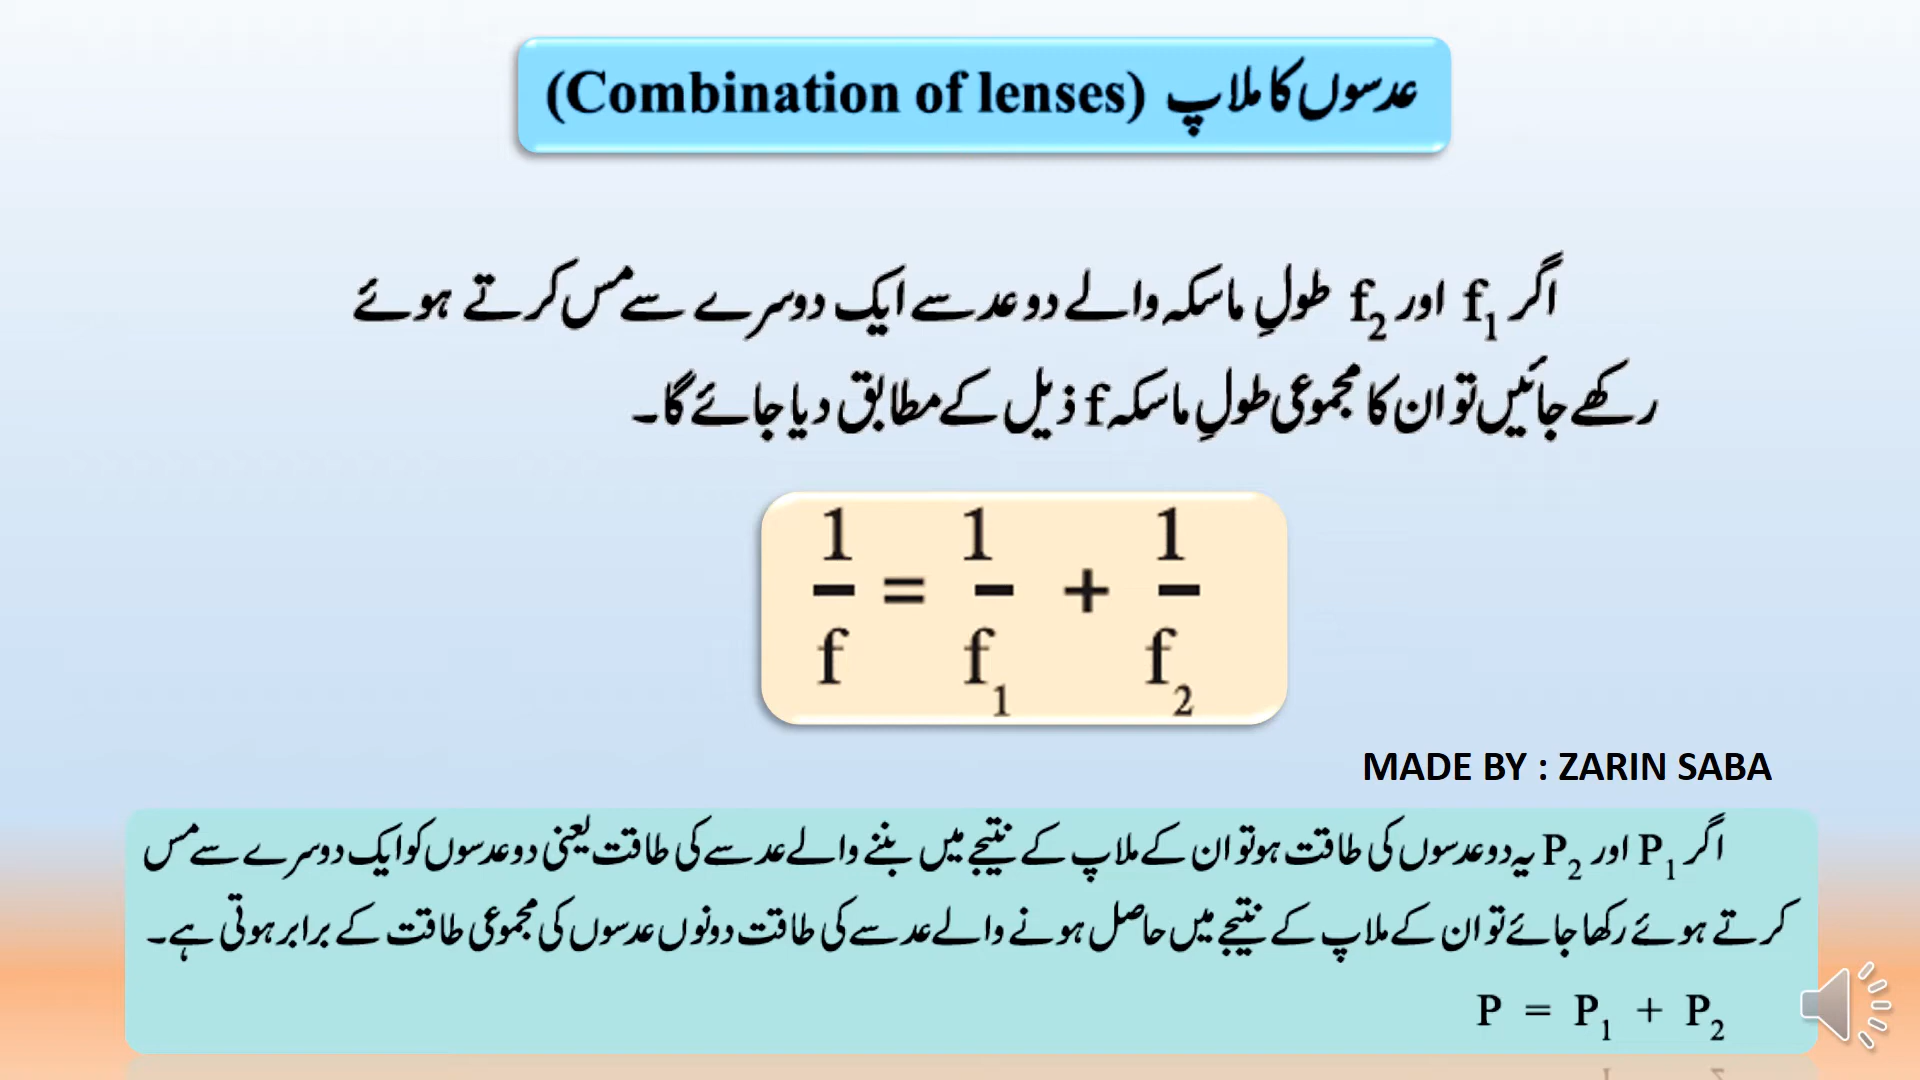 عدسوں کا ملاپ (Combination of lenses)
اگر f₁ اور f₂ طولِ ماسکہ والے دو عدسے ایک دوسرے سے مس کرتے ہوئے
رکھے جائیں تو ان کا مجموعی طولِ ماسکہ f ذیل کے مطابق دیا جائے گا۔
1/f = 1/f₁ + 1/f₂
MADE BY : ZARIN SABA
اگر P₁ اور P₂ یہ دو عدسوں کی طاقت ہو تو ان کے ملاپ کے نتیجے میں بننے والے عدسے کی طاقت یعنی دو عدسوں کو ایک دوسرے سے مس
کرتے ہوئے رکھا جائے تو ان کے ملاپ کے نتیجے میں حاصل ہونے والے عدسے کی طاقت دونوں عدسوں کی مجموعی طاقت کے برابر ہوتی ہے۔
P = P₁ + P₂